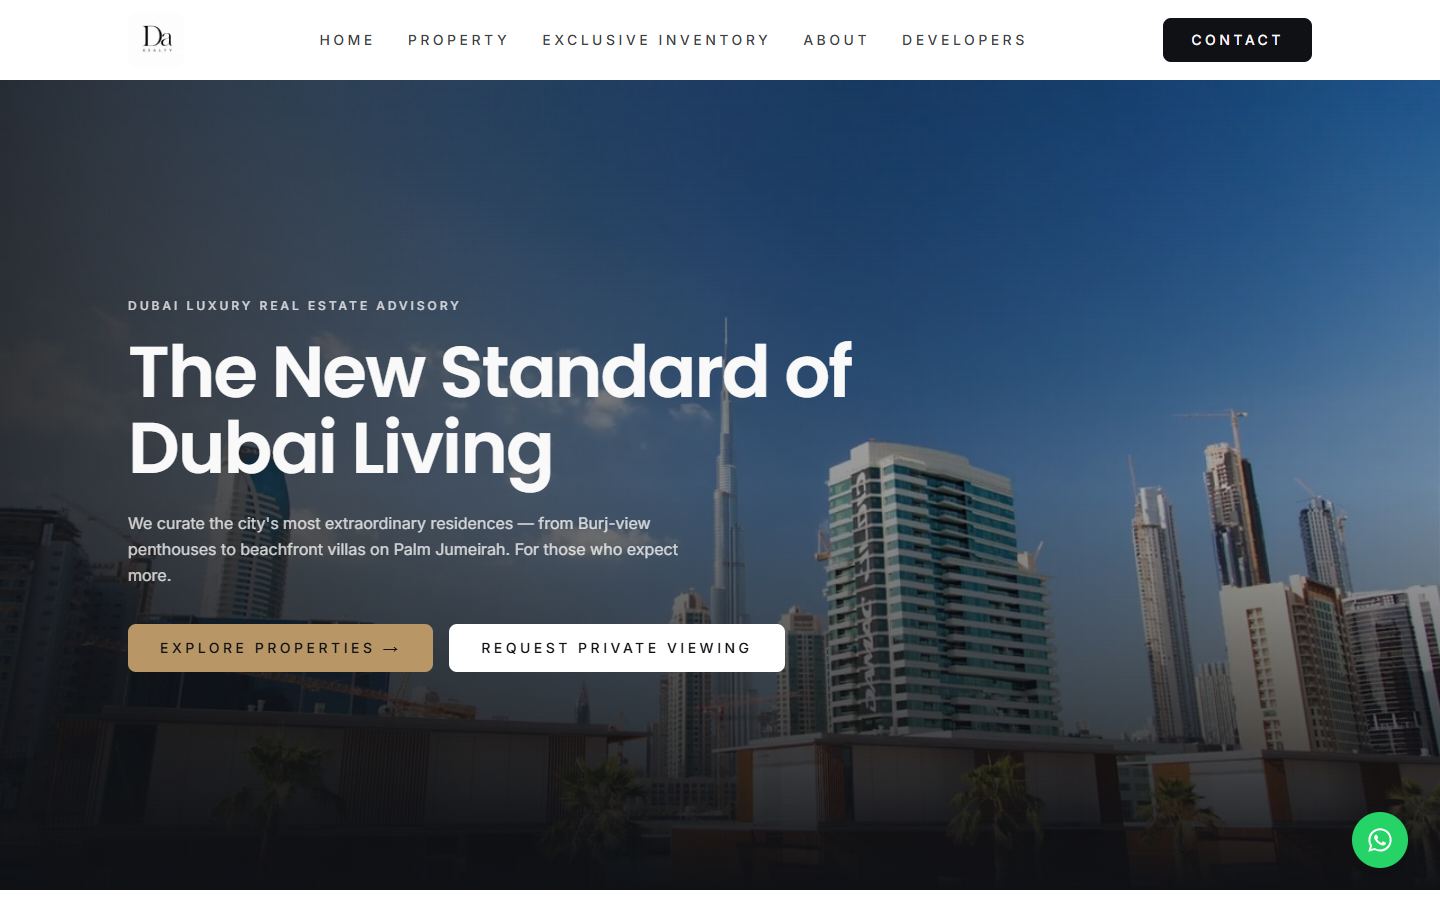 Da
REALTY
HOME
PROPERTY
EXCLUSIVE INVENTORY
ABOUT
DEVELOPERS
CONTACT
DUBAI LUXURY REAL ESTATE ADVISORY
The New Standard of
Dubai Living
We curate the city's most extraordinary residences — from Burj-view
penthouses to beachfront villas on Palm Jumeirah. For those who expect
more.
EXPLORE PROPERTIES →
REQUEST PRIVATE VIEWING